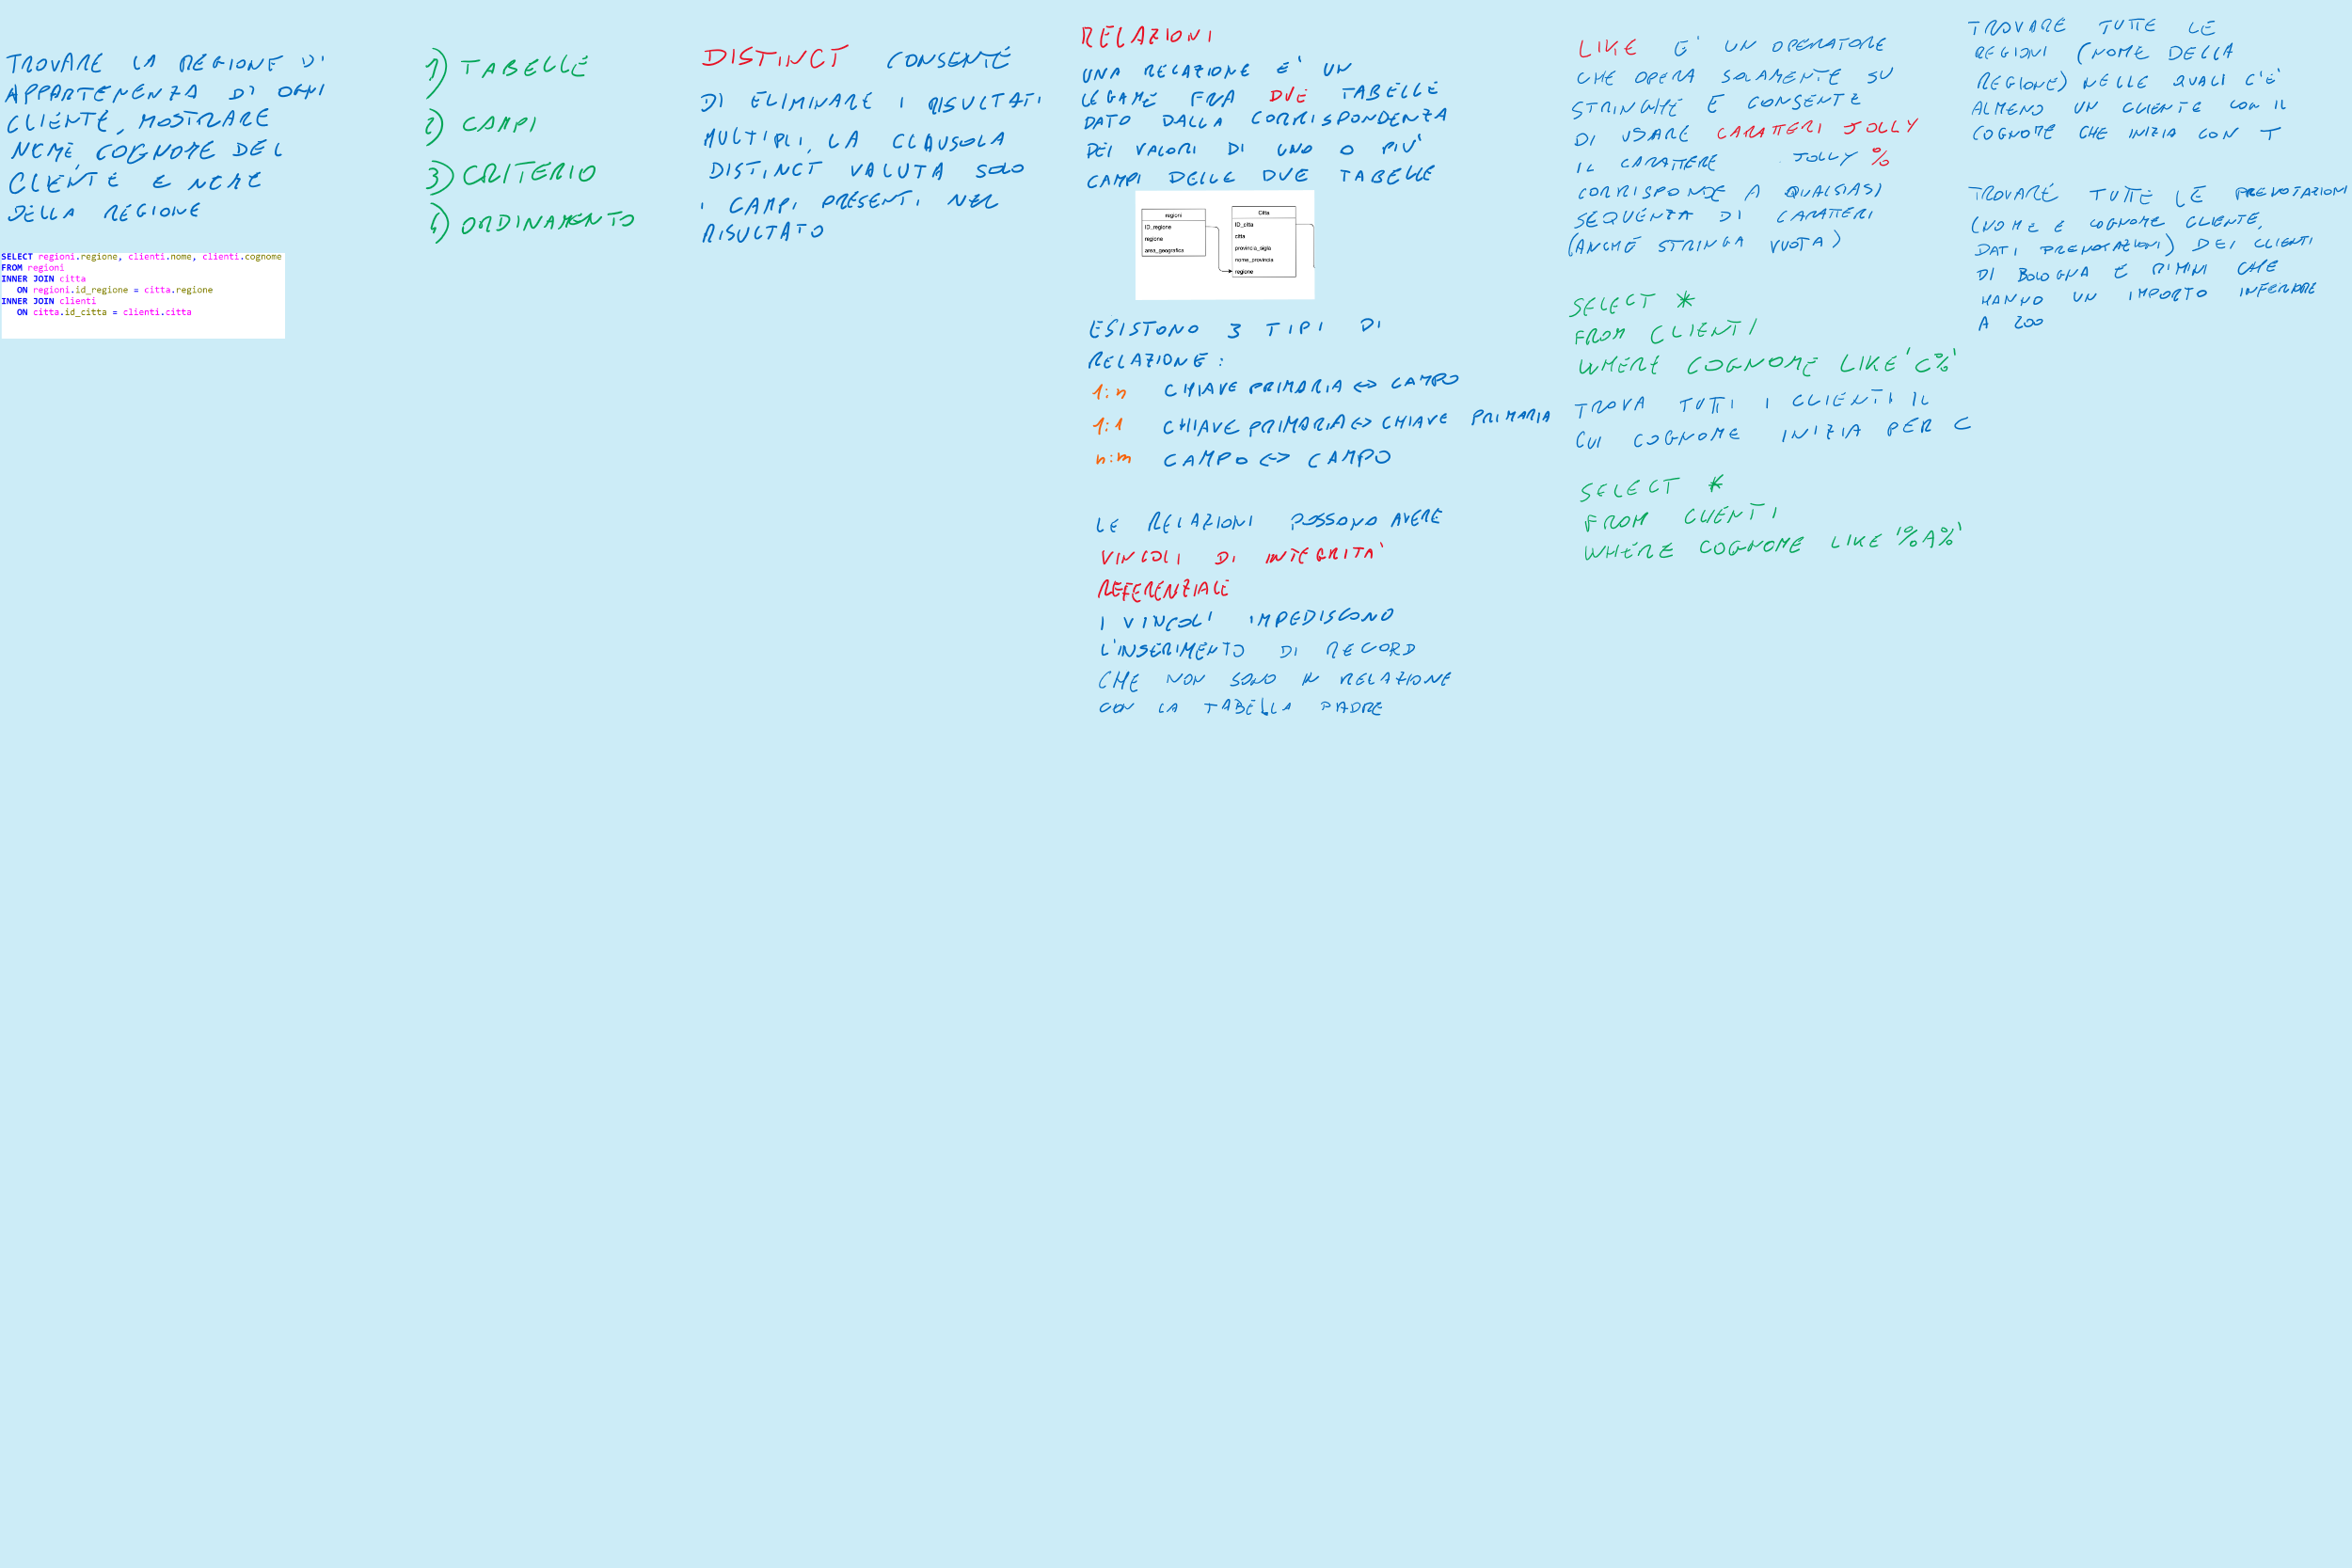 TROVARE LA REGIONE DI
APPARTENENZA DI OGNI
CLIENTE, MOSTRARE
NOME, COGNOME DEL
CLIENTE E NOME
DELLA REGIONE
SELECT regioni.regione, clienti.nome, clienti.cognome
FROM regioni
INNER JOIN citta
ON regioni.id_regione = citta.regione
INNER JOIN clienti
ON citta.id_citta = clienti.citta
1) TABELLE
2) CAMPI
3) CRITERIO
4) ORDINAMENTO
DISTINCT CONSENTE
DI ELIMINARE I RISULTATI
MULTIPLI, LA CLAUSOLA
DISTINCT VALUTA SOLO
I CAMPI PRESENTI NEL
RISULTATO
RELAZIONI
UNA RELAZIONE E' UN
LEGAME FRA DUE TABELLE
DATO DALLA CORRISPONDENZA
DEI VALORI DI UNO O PIU'
CAMPI DELLE DUE TABELLE
regioni
ID_regione
regione
area_geografica
Citta
ID_citta
citta
provincia_sigla
nome_provincia
regione
ESISTONO 3 TIPI DI
RELAZIONE:
1:n CHIAVE PRIMARIA <-> CAMPO
1:1 CHIAVE PRIMARIA <-> CHIAVE PRIMARIA
n:m CAMPO <-> CAMPO
LE RELAZIONI POSSONO AVERE
VINCOLI DI INTEGRITA'
REFERENZIALE
I VINCOLI IMPEDISCONO
L'INSERIMENTO DI RECORD
CHE NON SONO IN RELAZIONE
CON LA TABELLA PADRE
LIKE E' UN OPERATORE
CHE OPERA SOLAMENTE SU
STRINGHE E CONSENTE
DI USARE CARATTERI JOLLY
IL CARATTERE JOLLY %
CORRISPONDE A QUALSIASI
SEQUENZA DI CARATTERI
(ANCHE STRINGA VUOTA)
SELECT *
FROM CLIENTI
WHERE COGNOME LIKE 'C%'
TROVA TUTTI I CLIENTI IL
CUI COGNOME INIZIA PER C
SELECT *
FROM CLIENTI
WHERE COGNOME LIKE '%A%'
TROVARE TUTTE LE
REGIONI (NOME DELLA
REGIONE) NELLE QUALI C'E'
ALMENO UN CLIENTE CON IL
COGNOME CHE INIZIA CON T
TROVARE TUTTE LE PRENOTAZIONI
(NOME E COGNOME CLIENTE,
DATI PRENOTAZIONI) DEI CLIENTI
DI BOLOGNA E RIMINI CHE
HANNO UN IMPORTO INFERIORE
A 200